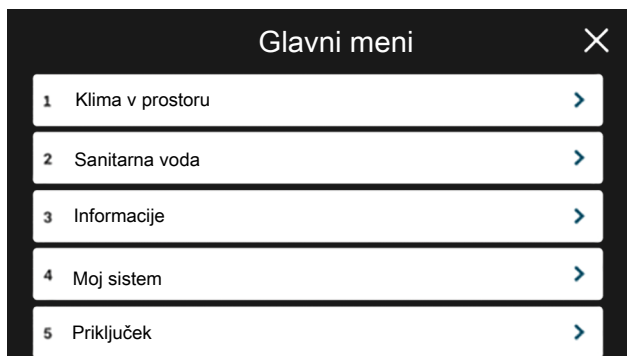 Glavni meni
1 Klima v prostoru
2 Sanitarna voda
3 Informacije
4 Moj sistem
5 Priključek